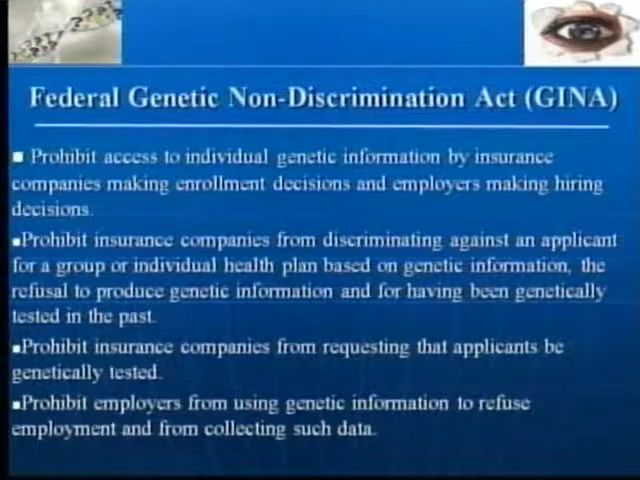 Federal Genetic Non-Discrimination Act (GINA)
▪ Prohibit access to individual genetic information by insurance
companies making enrollment decisions and employers making hiring
decisions.
▪Prohibit insurance companies from discriminating against an applicant
for a group or individual health plan based on genetic information, the
refusal to produce genetic information and for having been genetically
tested in the past.
▪Prohibit insurance companies from requesting that applicants be
genetically tested.
▪Prohibit employers from using genetic information to refuse
employment and from collecting such data.